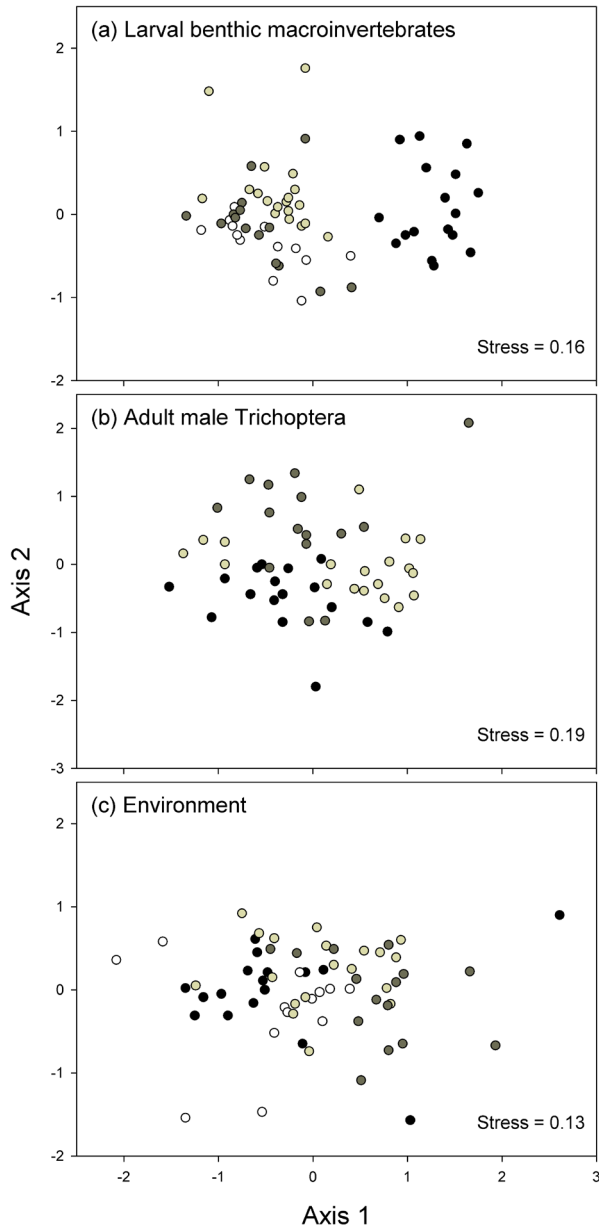 (a) Larval benthic macroinvertebrates
2
1
0
-1
-2
Stress = 0.16
(b) Adult male Trichoptera
2
1
0
-1
-2
-3
Stress = 0.19
Axis 2
(c) Environment
2
1
0
-1
-2
Stress = 0.13
-2 -1 0 1 2 3
Axis 1